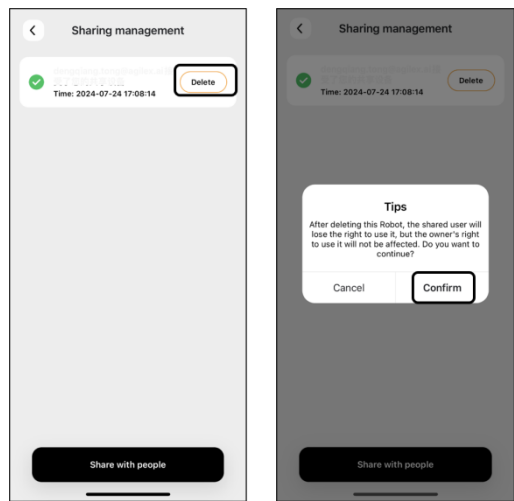 Sharing management
Delete
Time: 2024-07-24 17:08:14
Share with people
Sharing management
Delete
Time: 2024-07-24 17:08:14
Tips
After deleting this Robot, the shared user will
lose the right to use it, but the owner's right
to use it will not be affected. Do you want to
continue?
Cancel
Confirm
Share with people